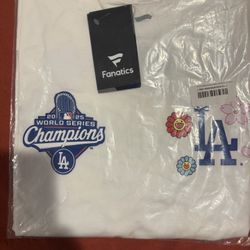 Fanatics
2025
WORLD SERIES
Champions
LA
LA